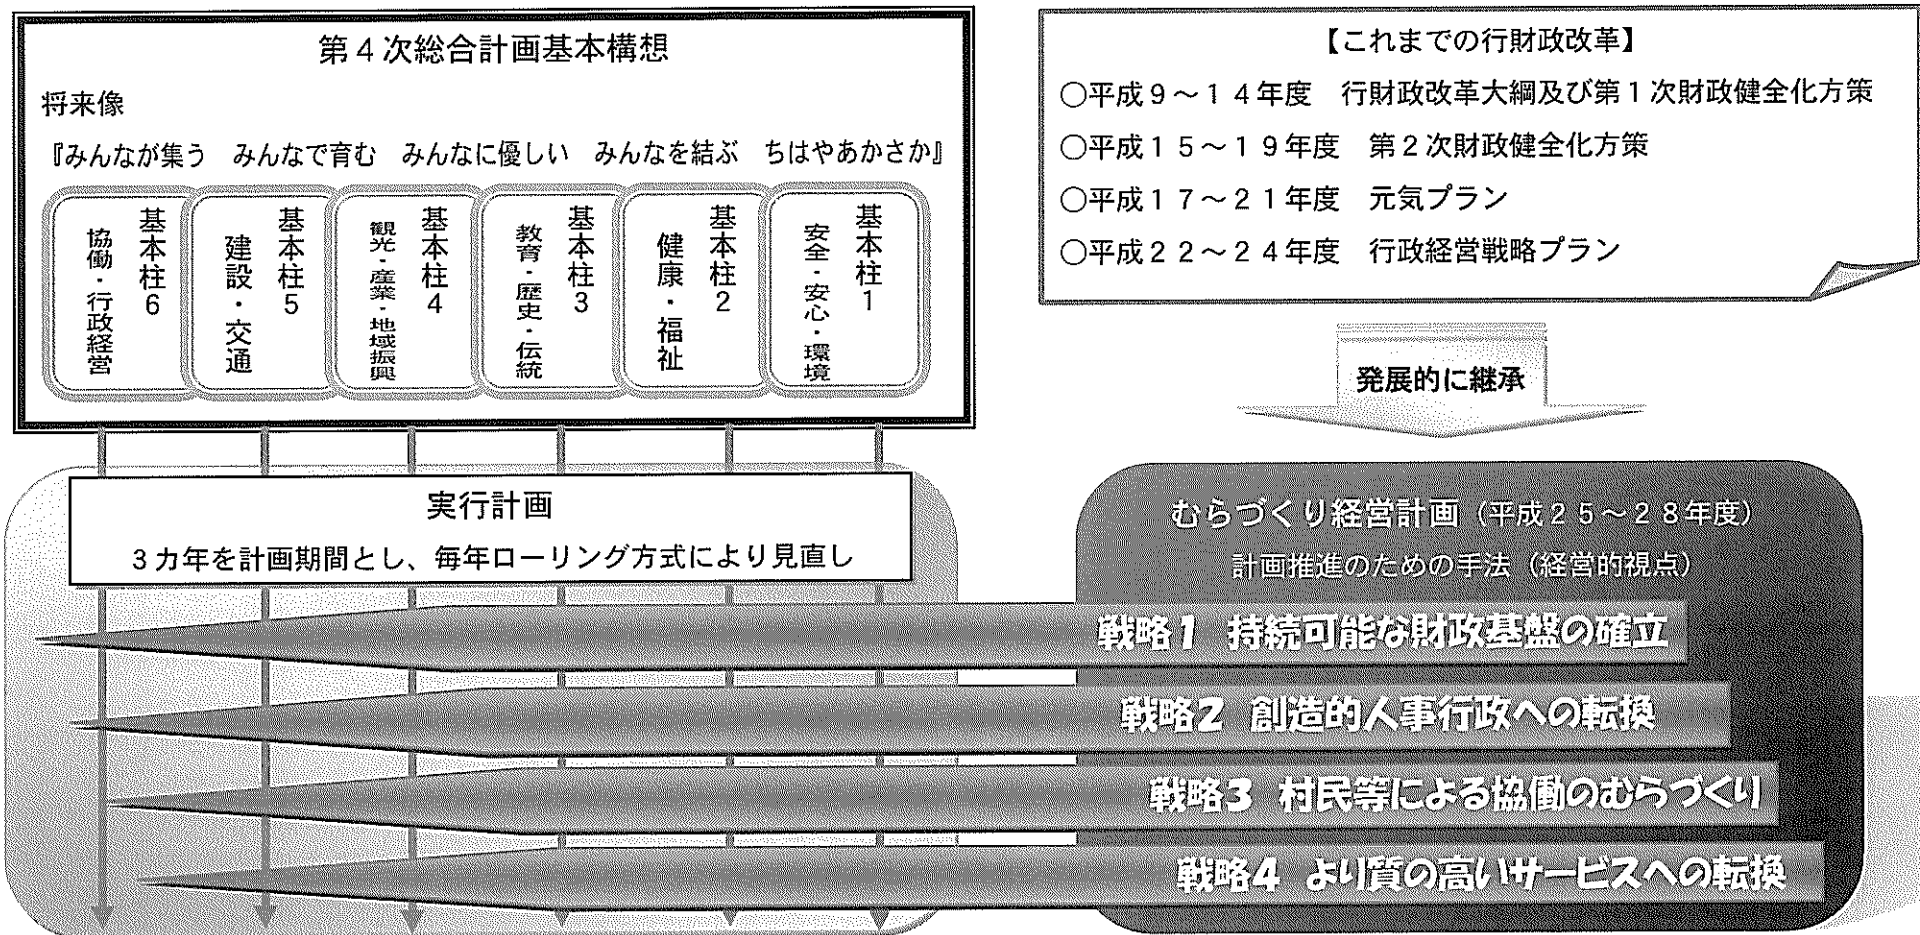 第4次総合計画基本構想
将来像
『みんなが集う　みんなで育む　みんなに優しい　みんなを結ぶ　ちはやあかさか』
基本柱1
安全・安心・環境
基本柱2
健康・福祉
基本柱3
教育・歴史・伝統
基本柱4
観光・産業・地域振興
基本柱5
建設・交通
基本柱6
協働・行政経営
【これまでの行財政改革】
○平成9～14年度　行財政改革大綱及び第1次財政健全化方策
○平成15～19年度　第2次財政健全化方策
○平成17～21年度　元気プラン
○平成22～24年度　行政経営戦略プラン
発展的に継承
実行計画
3カ年を計画期間とし、毎年ローリング方式により見直し
むらづくり経営計画（平成25～28年度）
計画推進のための手法（経営的視点）
戦略1　持続可能な財政基盤の確立
戦略2　創造的人事行政への転換
戦略3　村民等による協働のむらづくり
戦略4　より質の高いサービスへの転換